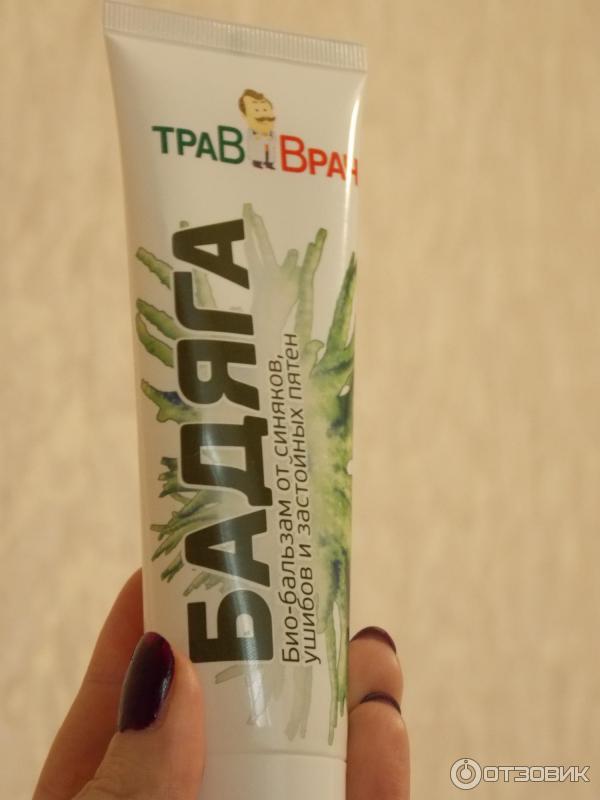 ТРАВ ВРАЧ
БАДЯГА
Био-бальзам от синяков,
ушибов и застойных пятен
ОТЗОВИК